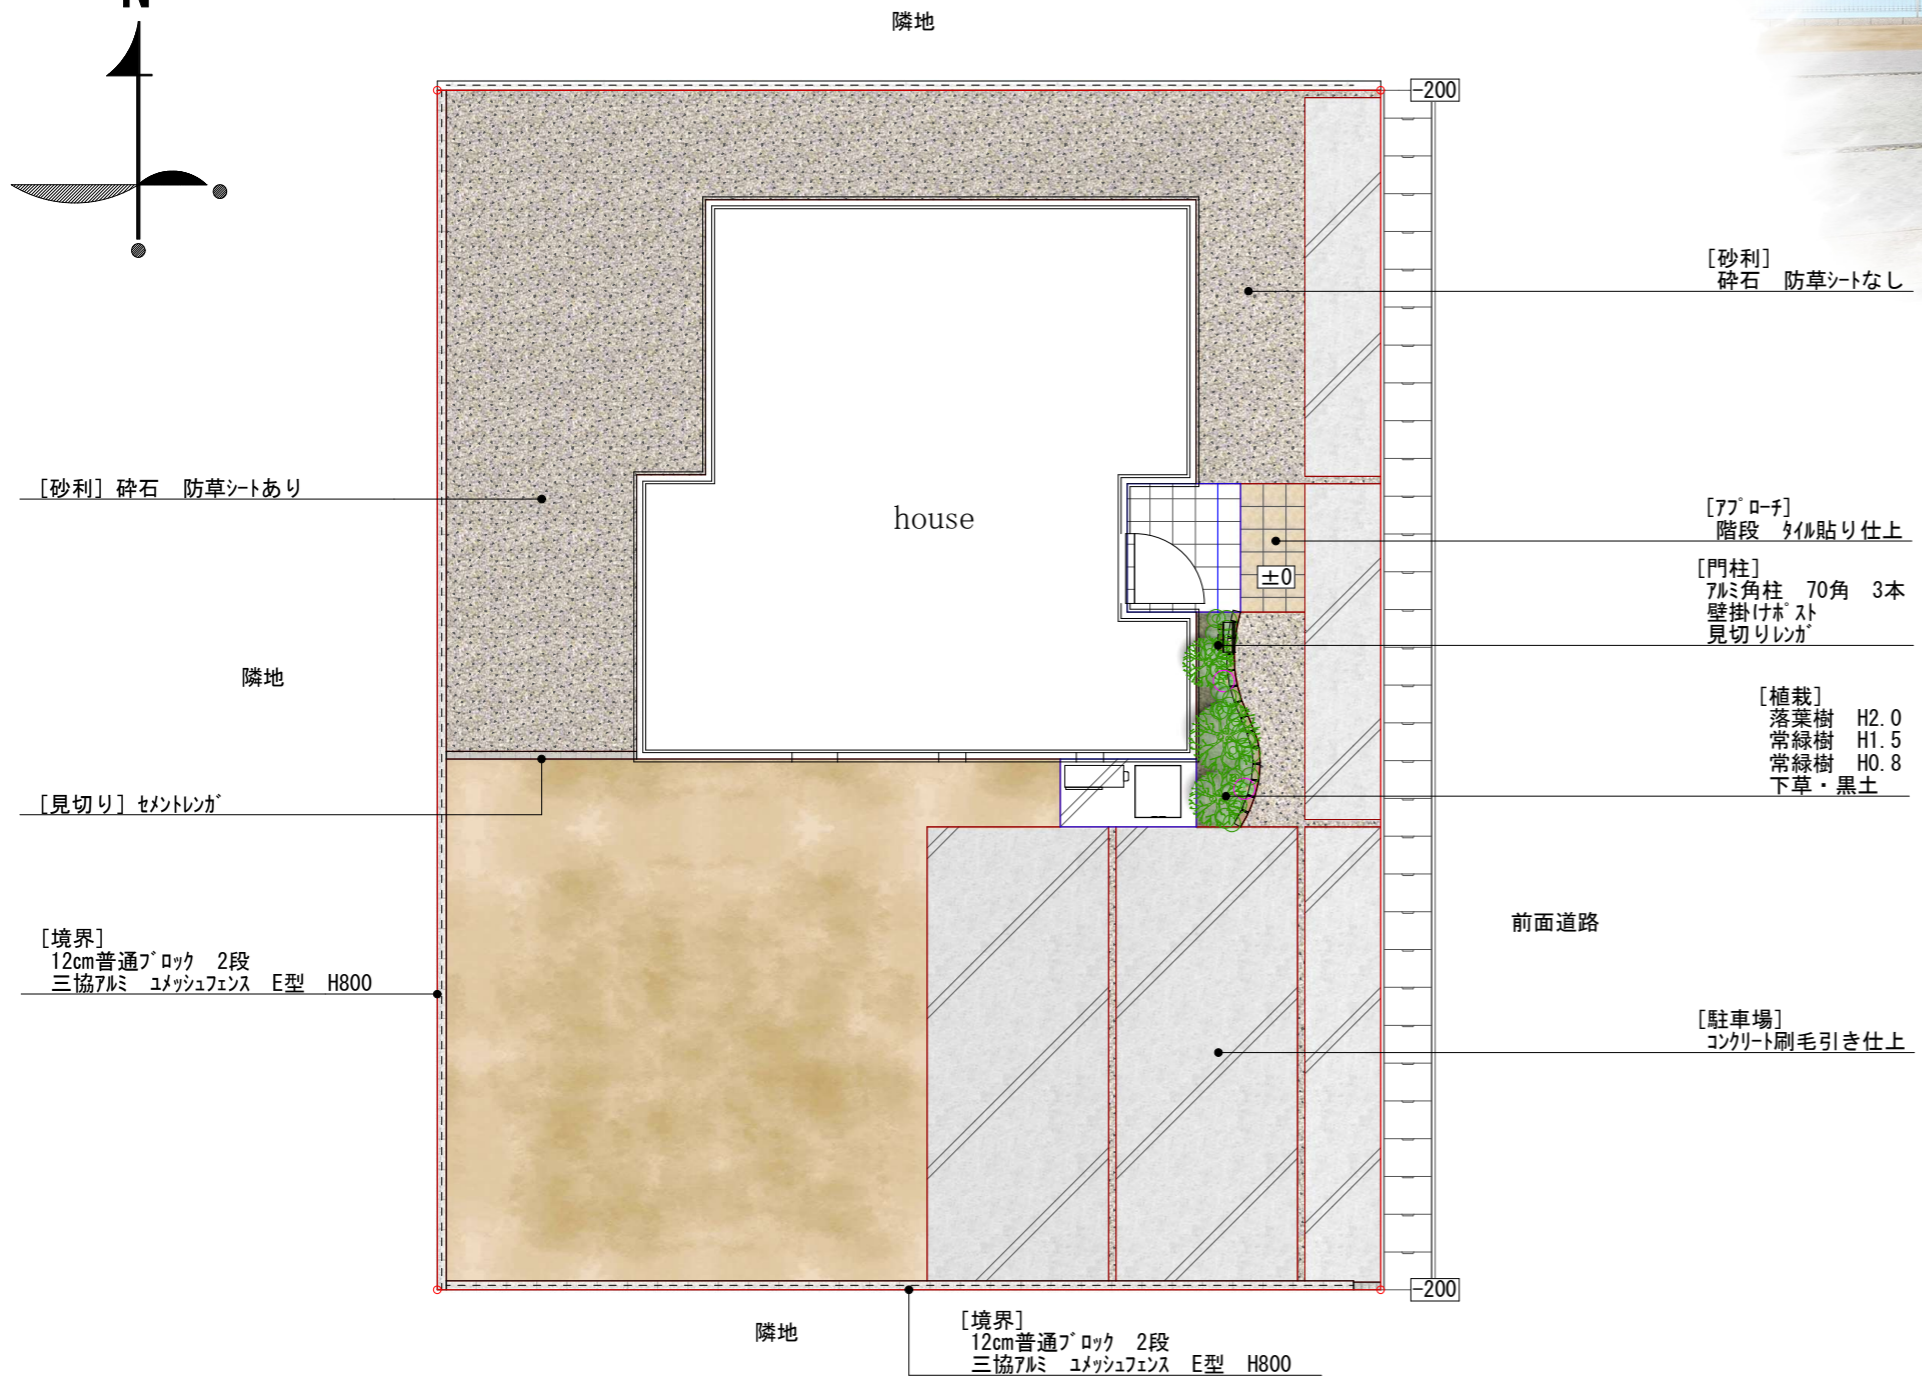 N
隣地
-200
[砂利]
砕石 防草ｼｰﾄなし
[砂利] 砕石 防草ｼｰﾄあり
house
[ｱﾌﾟﾛｰﾁ]
階段 ﾀｲﾙ貼り仕上
±0
[門柱]
ｱﾙﾐ角柱 70角 3本
壁掛けﾎﾟｽﾄ
見切りﾚﾝｶﾞ
隣地
[植栽]
落葉樹 H2.0
常緑樹 H1.5
常緑樹 H0.8
下草・黒土
[見切り] ｾﾒﾝﾄﾚﾝｶﾞ
前面道路
[境界]
12cm普通ﾌﾞﾛｯｸ 2段
三協ｱﾙﾐ ﾕﾒｯｼｭﾌｪﾝｽ E型 H800
[駐車場]
ｺﾝｸﾘｰﾄ刷毛引き仕上
-200
隣地
[境界]
12cm普通ﾌﾞﾛｯｸ 2段
三協ｱﾙﾐ ﾕﾒｯｼｭﾌｪﾝｽ E型 H800